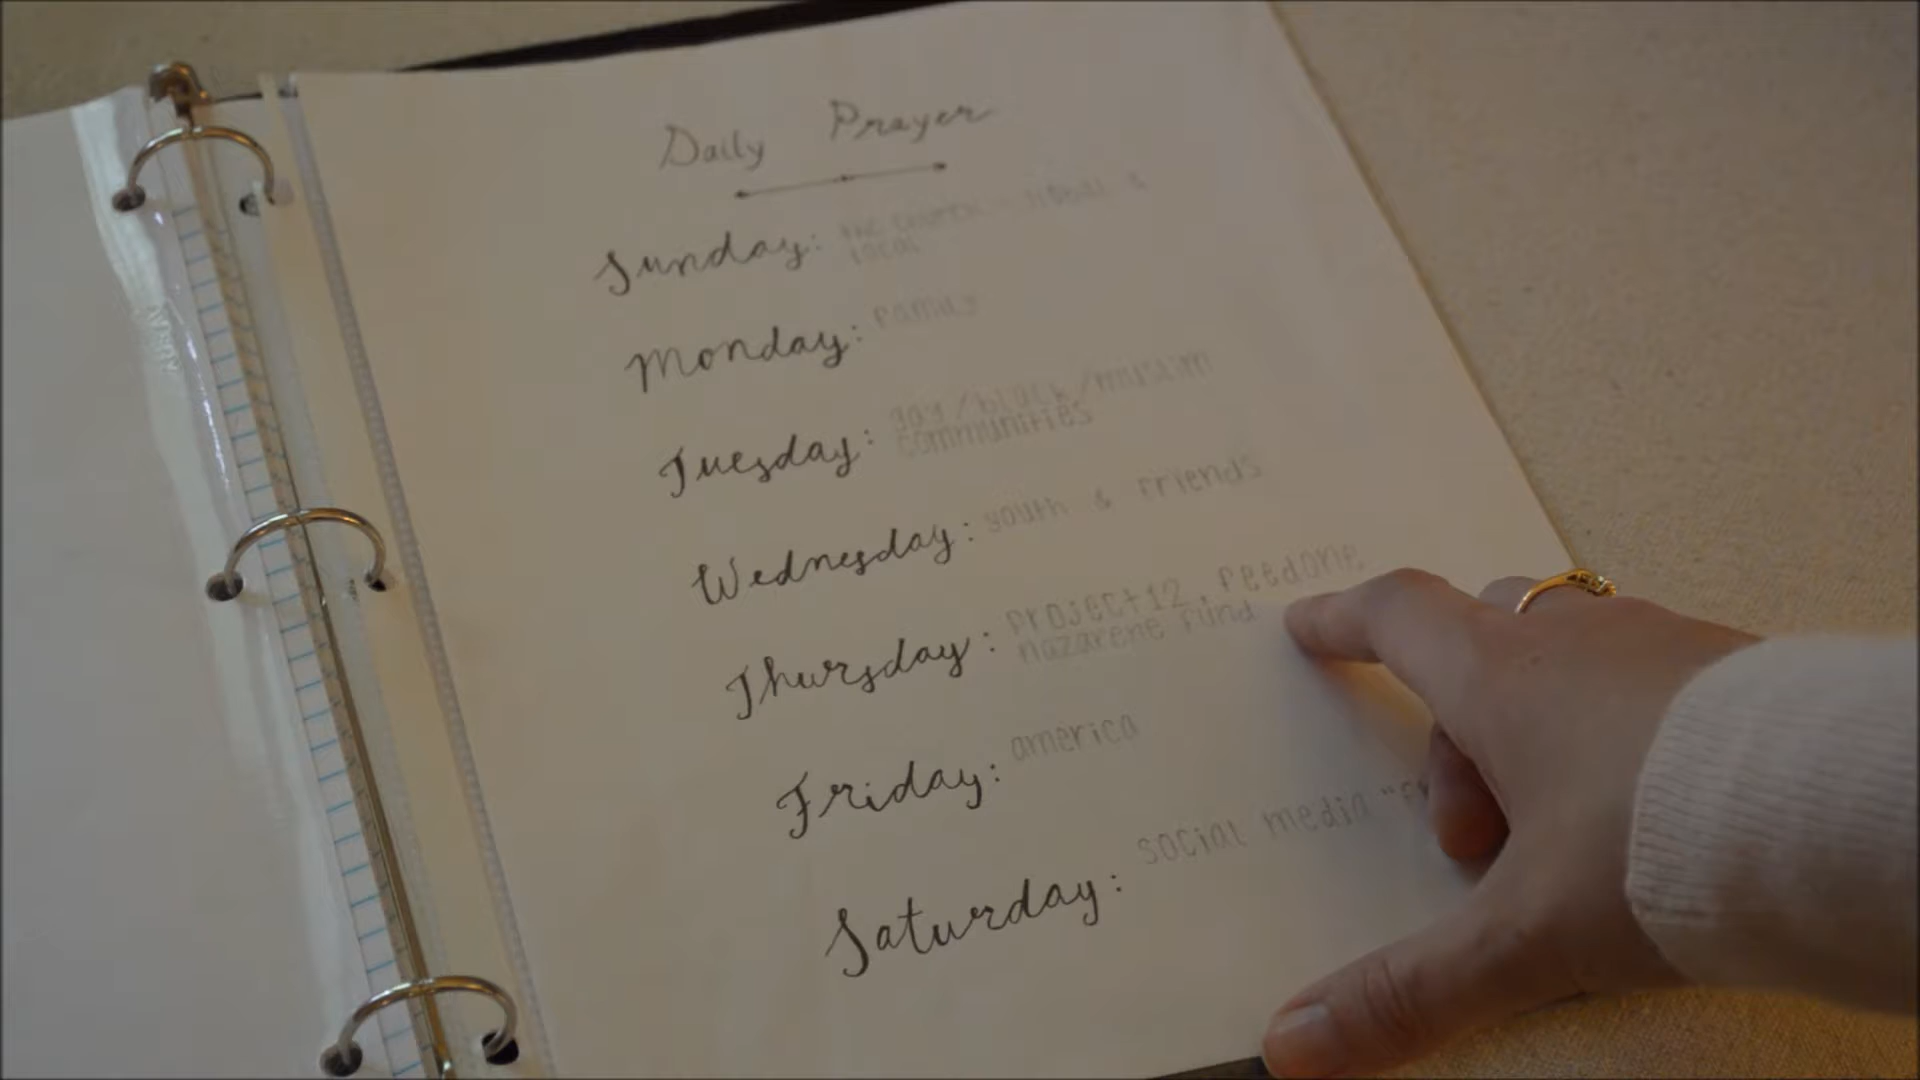 Daily Prayer
Sunday: the church - global &
local
Monday: family
Tuesday: gay/black/muslim
communities
Wednesday: youth & friends
Thursday: project12, feedone,
nazarene fund
Friday: america
Saturday: social media "